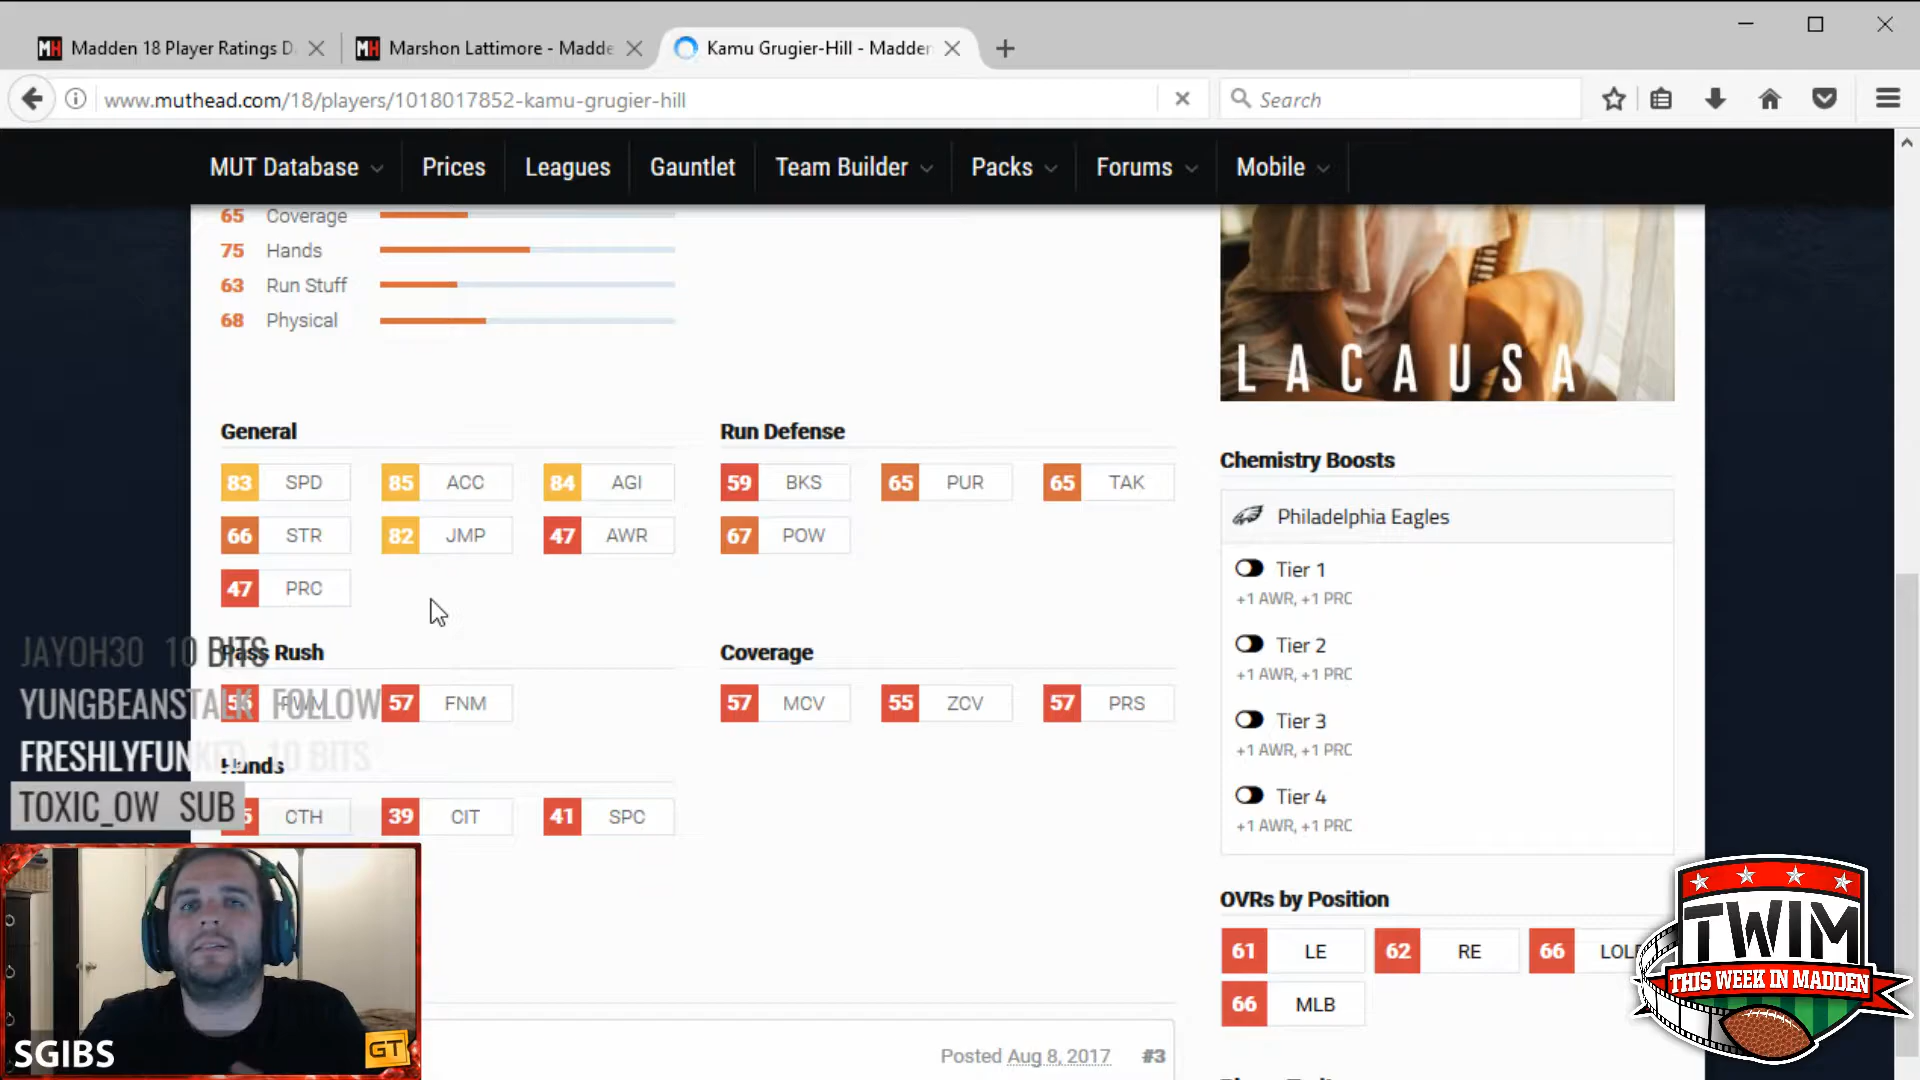 Madden 18 Player Ratings D
Marshon Lattimore - Madde
Kamu Grugier-Hill - Madden
www.muthead.com/18/players/1018017852-kamu-grugier-hill
Search
MUT Database Prices Leagues Gauntlet Team Builder Packs Forums Mobile
65 Coverage
75 Hands
63 Run Stuff
68 Physical
LACAUSA
General
83 SPD 85 ACC 84 AGI
66 STR 82 JMP 47 AWR
47 PRC
Run Defense
59 BKS 65 PUR 65 TAK
67 POW
Pass Rush
PWM 57 FNM
Coverage
57 MCV 55 ZCV 57 PRS
Hands
CTH 39 CIT 41 SPC
Chemistry Boosts
Philadelphia Eagles
Tier 1
+1 AWR, +1 PRC
Tier 2
+1 AWR, +1 PRC
Tier 3
+1 AWR, +1 PRC
Tier 4
+1 AWR, +1 PRC
OVRs by Position
61 LE 62 RE 66 LOL
66 MLB
Posted Aug 8, 2017 #3
JAYOH30 10 BITS
YUNGBEANSTALK FOLLOW
FRESHLYFUNKED 10 BITS
TOXIC_OW SUB
SGIBS
GT
TWIM
THIS WEEK IN MADDEN